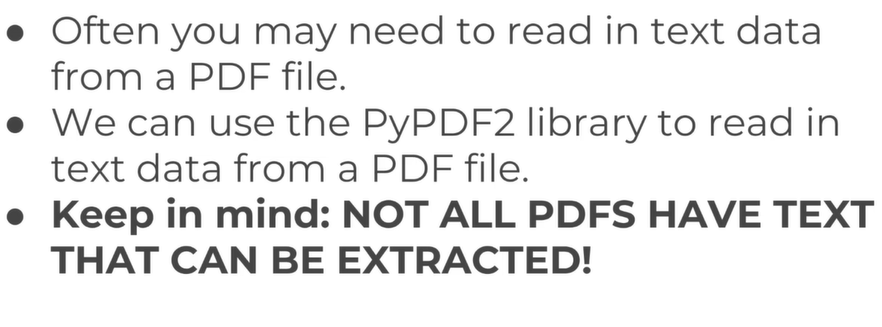 ● Often you may need to read in text data
from a PDF file.
● We can use the PyPDF2 library to read in
text data from a PDF file.
● Keep in mind: NOT ALL PDFS HAVE TEXT
THAT CAN BE EXTRACTED!